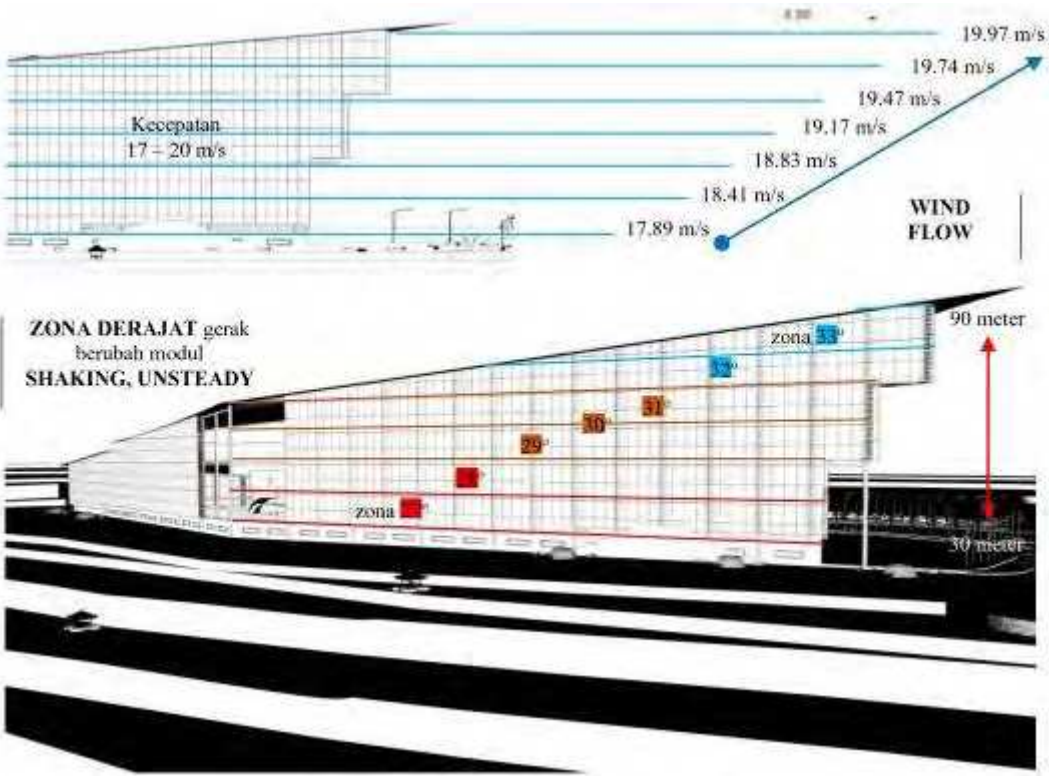 19.97 m/s
19.74 m/s
19.47 m/s
Kecepatan
17 – 20 m/s
19.17 m/s
18.83 m/s
18.41 m/s
17.89 m/s
WIND
FLOW
ZONA DERAJAT gerak
berubah modul
SHAKING, UNSTEADY
90 meter
zona 33°
32°
31°
30°
29°
zona
30 meter